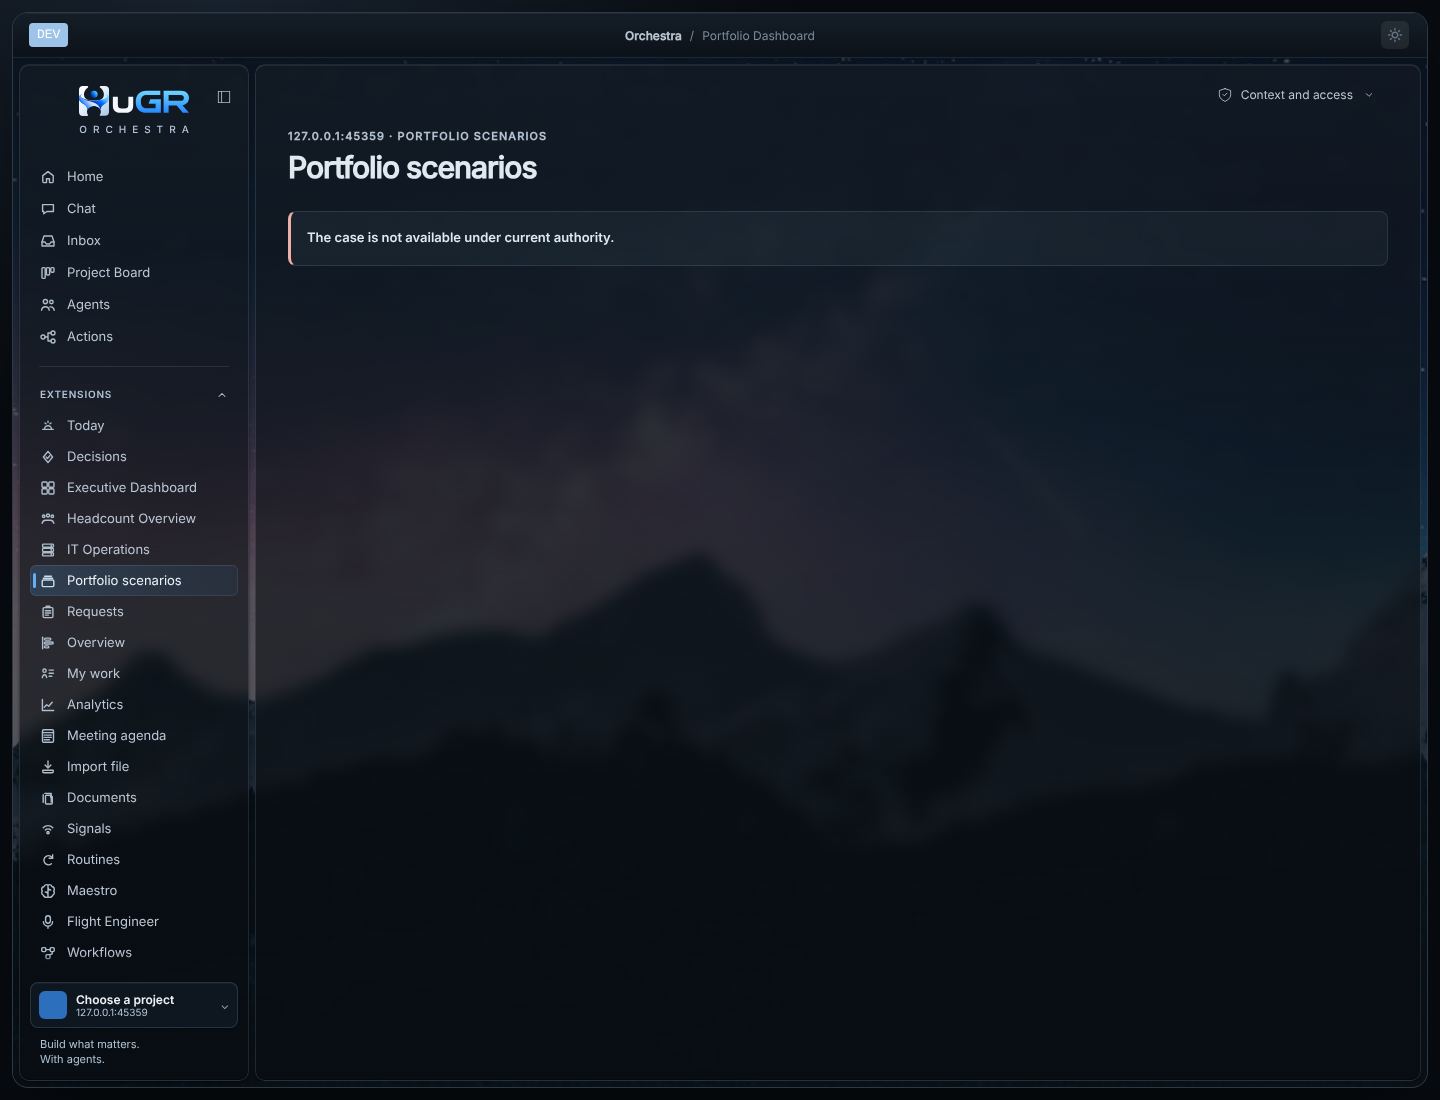 DEV
Orchestra / Portfolio Dashboard
HuGR
ORCHESTRA
Home
Chat
Inbox
Project Board
Agents
Actions
EXTENSIONS
Today
Decisions
Executive Dashboard
Headcount Overview
IT Operations
Portfolio scenarios
Requests
Overview
My work
Analytics
Meeting agenda
Import file
Documents
Signals
Routines
Maestro
Flight Engineer
Workflows
Choose a project
127.0.0.1:45359
Build what matters.
With agents.
Context and access
127.0.0.1:45359 · PORTFOLIO SCENARIOS
Portfolio scenarios
The case is not available under current authority.